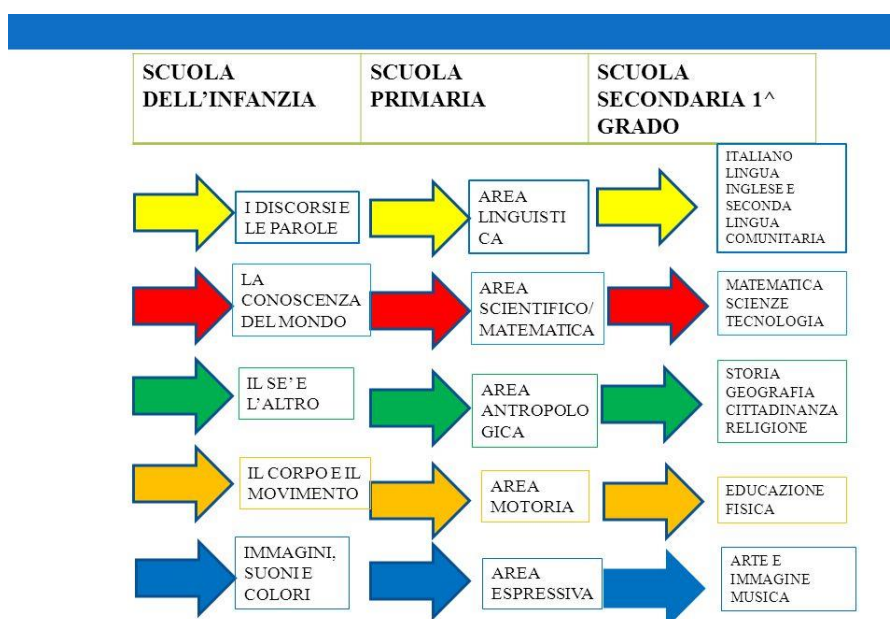 SCUOLA
DELL'INFANZIA
SCUOLA
PRIMARIA
SCUOLA
SECONDARIA 1^
GRADO
I DISCORSI E
LE PAROLE
AREA
LINGUISTI
CA
ITALIANO
LINGUA
INGLESE E
SECONDA
LINGUA
COMUNITARIA
LA
CONOSCENZA
DEL MONDO
AREA
SCIENTIFICO/
MATEMATICA
MATEMATICA
SCIENZE
TECNOLOGIA
IL SE' E
L'ALTRO
AREA
ANTROPOLO
GICA
STORIA
GEOGRAFIA
CITTADINANZA
RELIGIONE
IL CORPO E IL
MOVIMENTO
AREA
MOTORIA
EDUCAZIONE
FISICA
IMMAGINI,
SUONI E
COLORI
AREA
ESPRESSIVA
ARTE E
IMMAGINE
MUSICA